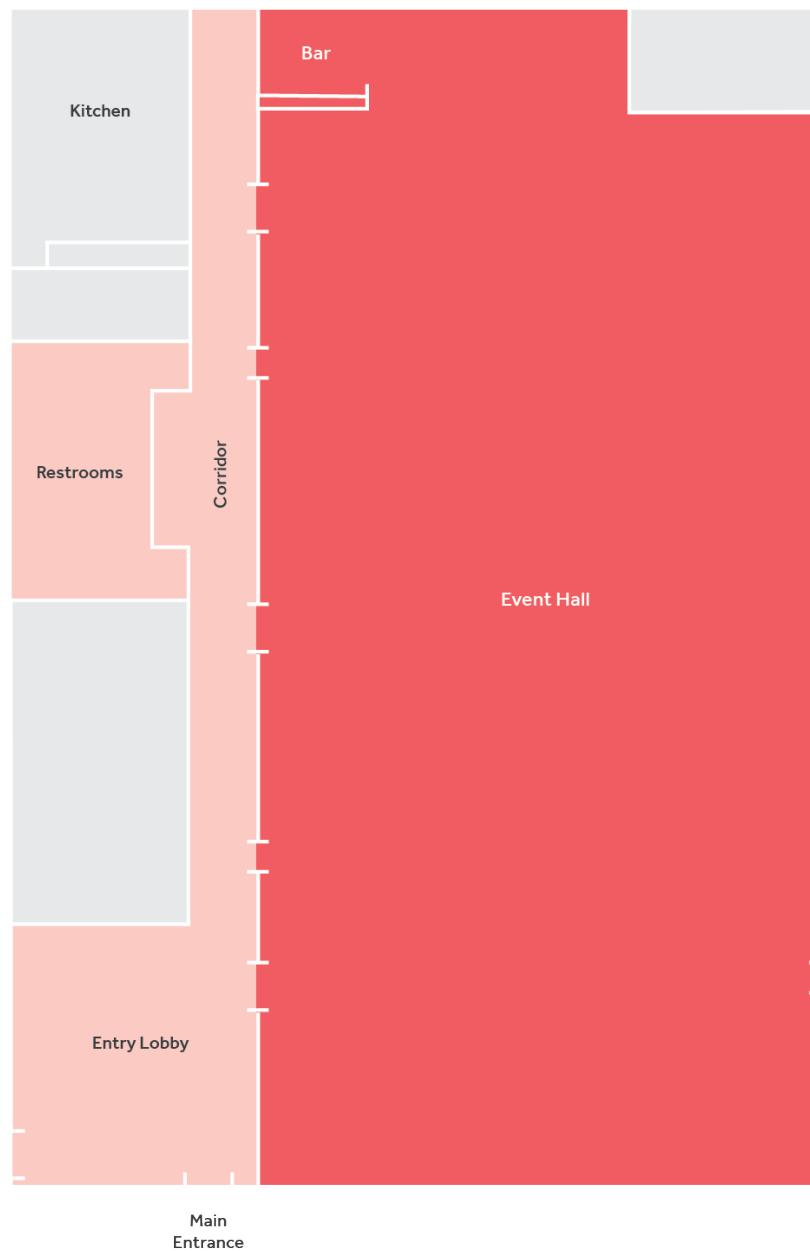 Bar
Kitchen
Corridor
Restrooms
Event Hall
Entry Lobby
Main
Entrance